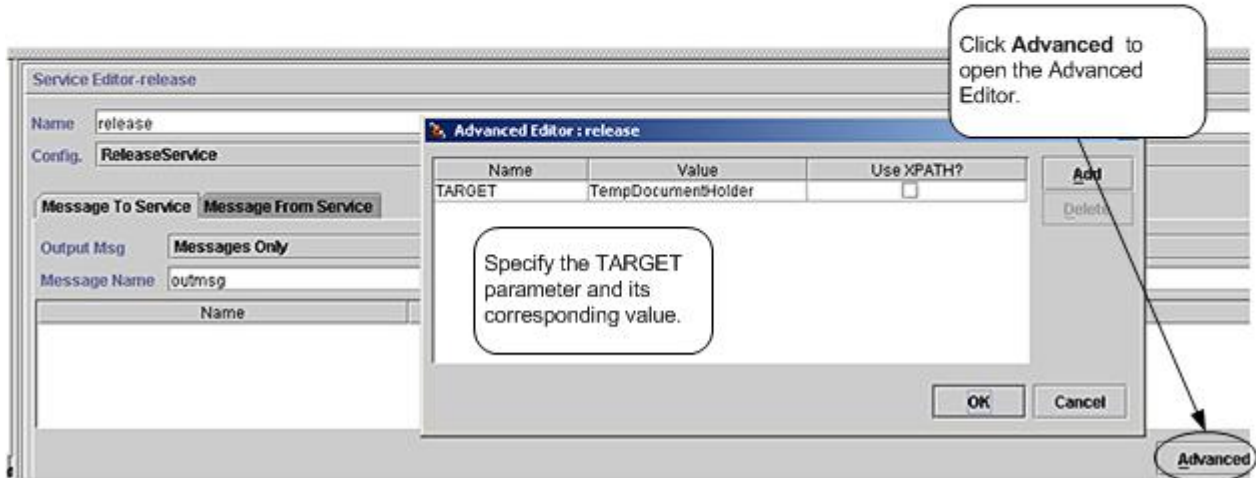 Click Advanced to
open the Advanced
Editor.
Service Editor-release
Name release
Config. ReleaseService
Message To Service Message From Service
Output Msg Messages Only
Message Name outmsg
Name
Advanced Editor : release
Name Value Use XPATH?
TARGET TempDocumentHolder
Add
Delete
Specify the TARGET
parameter and its
corresponding value.
OK Cancel
Advanced